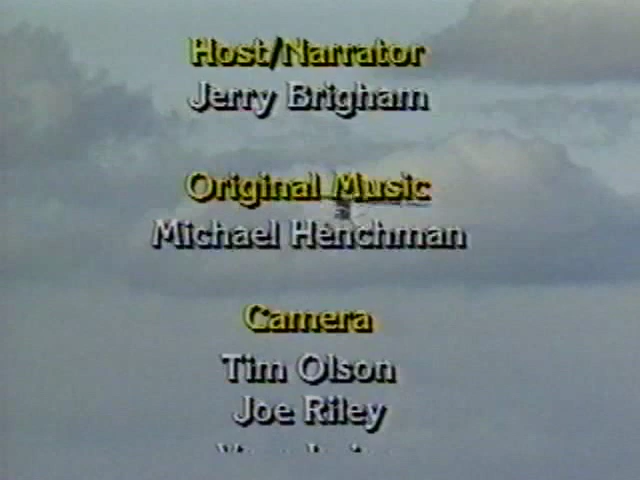 Host/Narrator
Jerry Brigham
Original Music
Michael Henchman
Camera
Tim Olson
Joe Riley